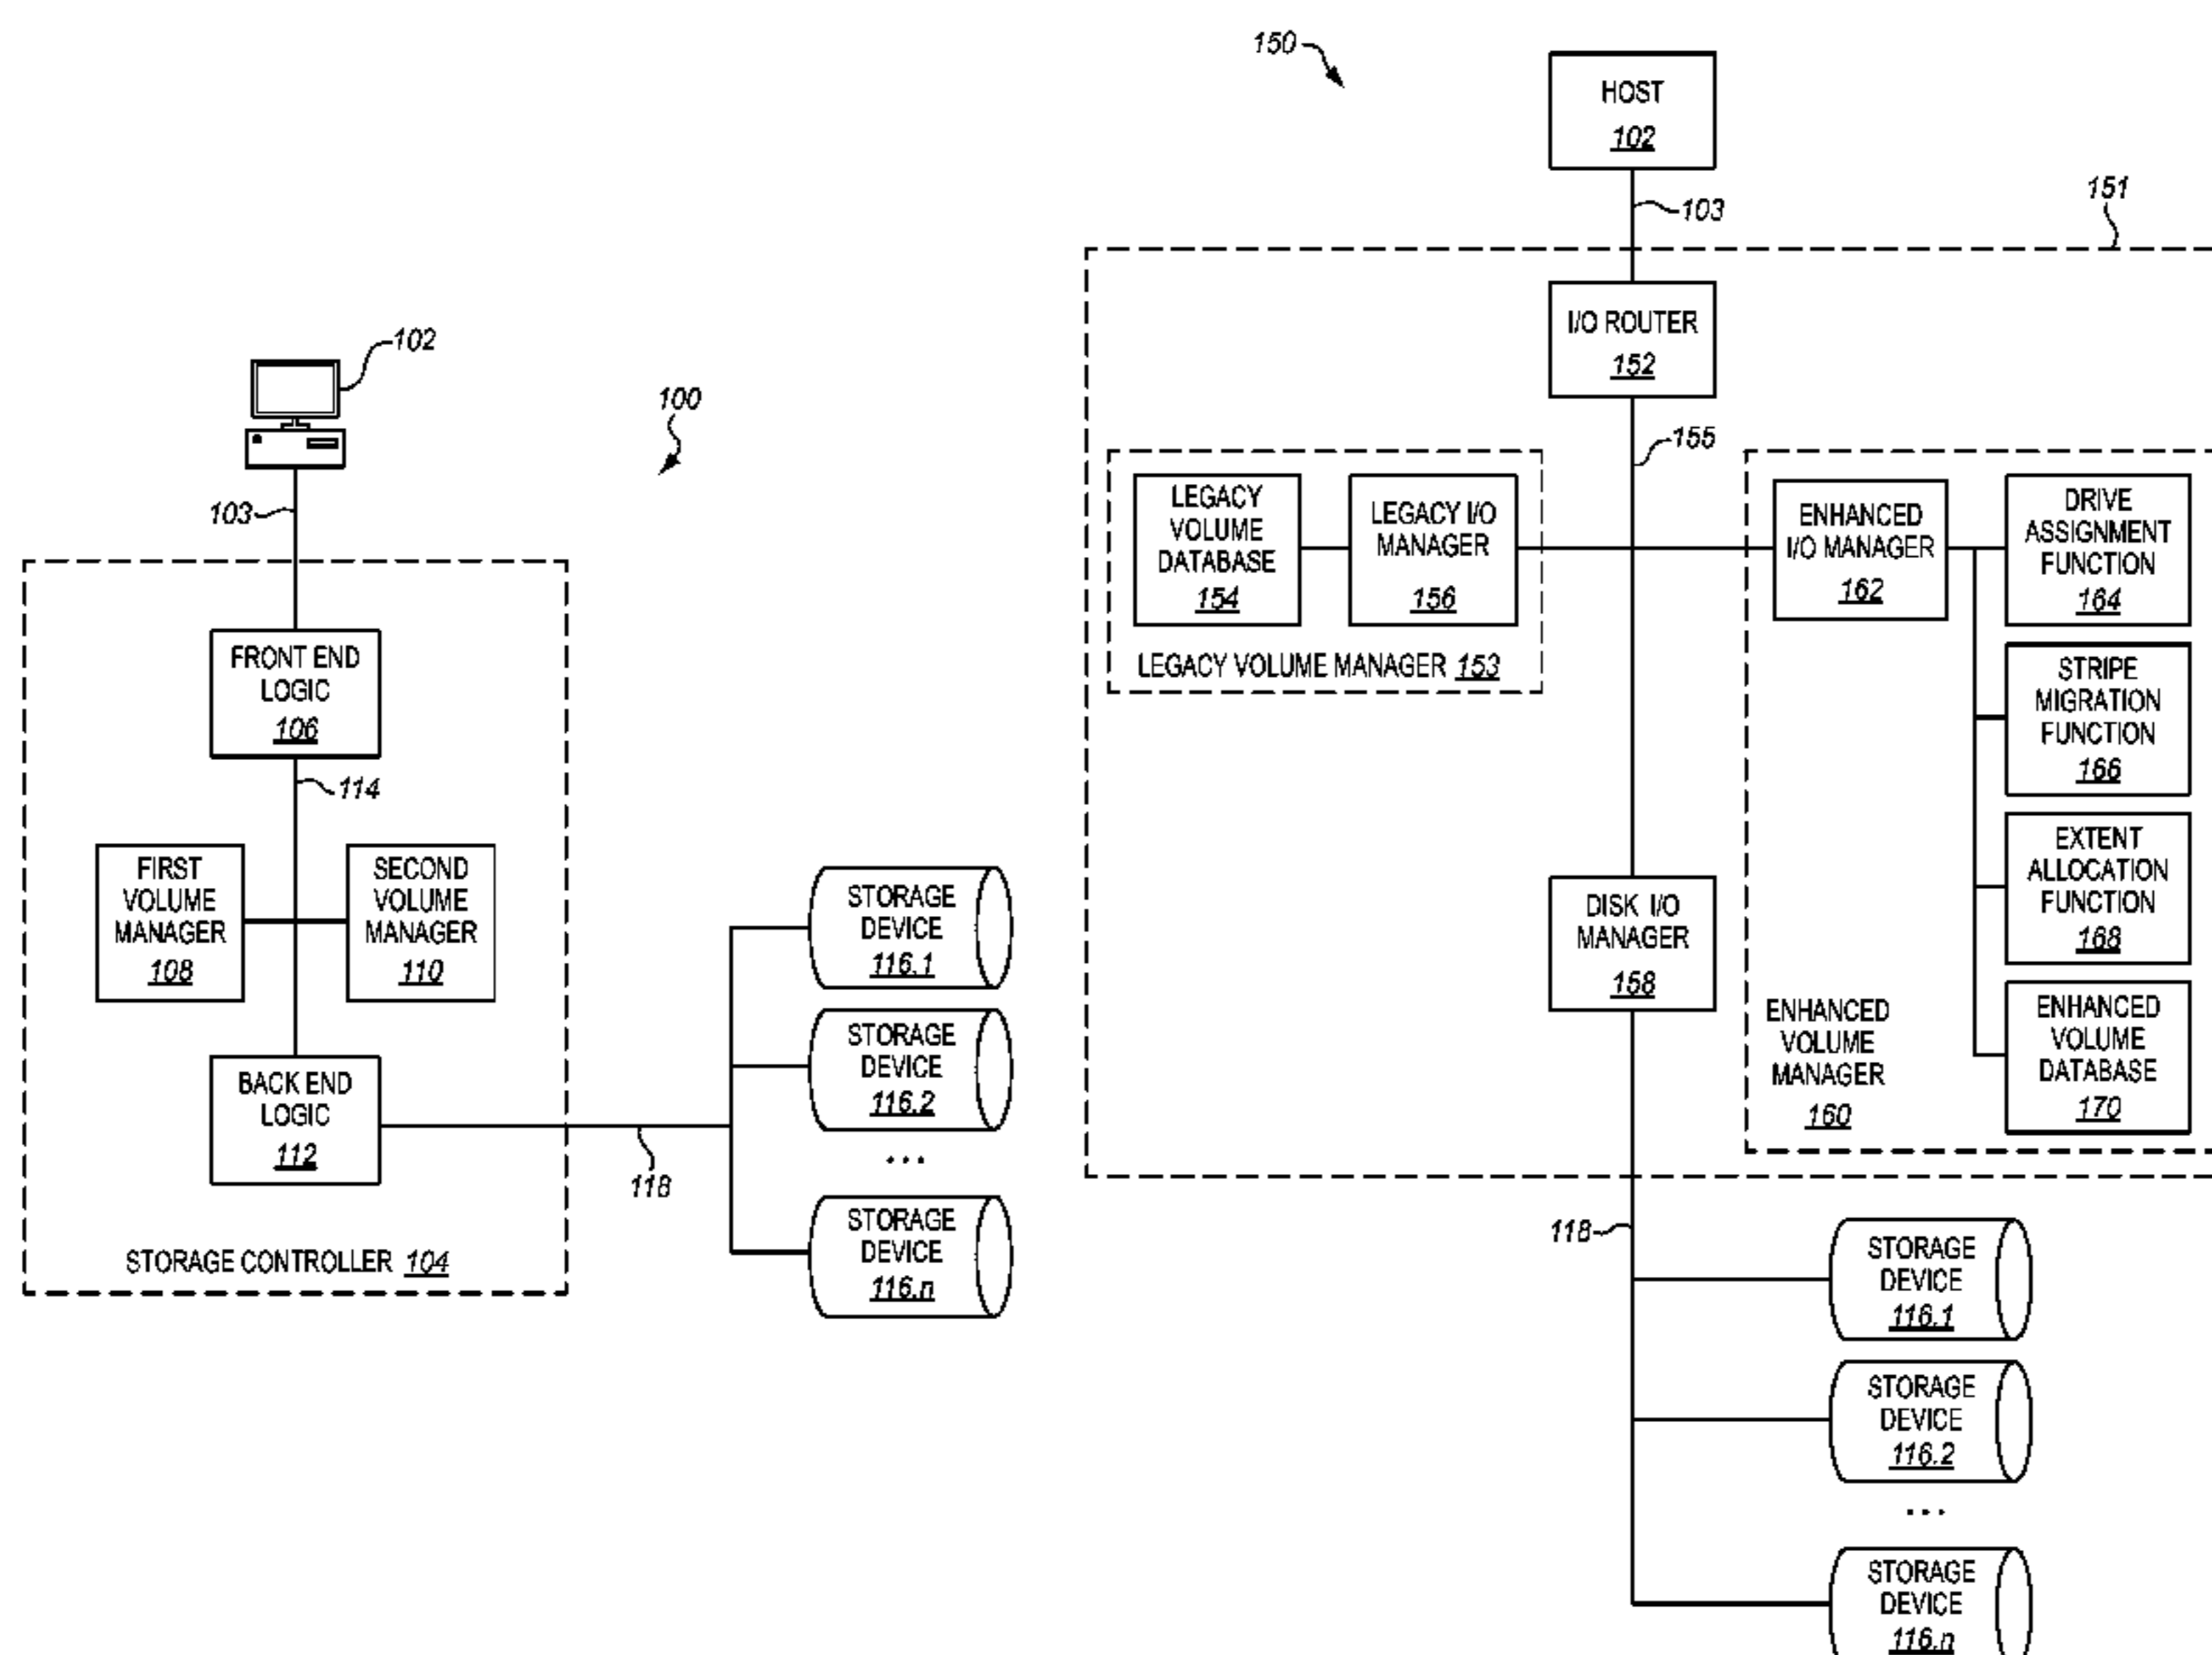 102
100
103
FRONT END
LOGIC
106
114
FIRST
VOLUME
MANAGER
108
SECOND
VOLUME
MANAGER
110
BACK END
LOGIC
112
STORAGE CONTROLLER 104
118
STORAGE
DEVICE
116.1
STORAGE
DEVICE
116.2
...
STORAGE
DEVICE
116.n
150
HOST
102
103
151
I/O ROUTER
152
155
LEGACY
VOLUME
DATABASE
154
LEGACY I/O
MANAGER
156
LEGACY VOLUME MANAGER 153
ENHANCED
I/O MANAGER
162
DRIVE
ASSIGNMENT
FUNCTION
164
STRIPE
MIGRATION
FUNCTION
166
EXTENT
ALLOCATION
FUNCTION
168
ENHANCED
VOLUME
DATABASE
170
DISK I/O
MANAGER
158
ENHANCED
VOLUME
MANAGER
160
118
STORAGE
DEVICE
116.1
STORAGE
DEVICE
116.2
...
STORAGE
DEVICE
116.n